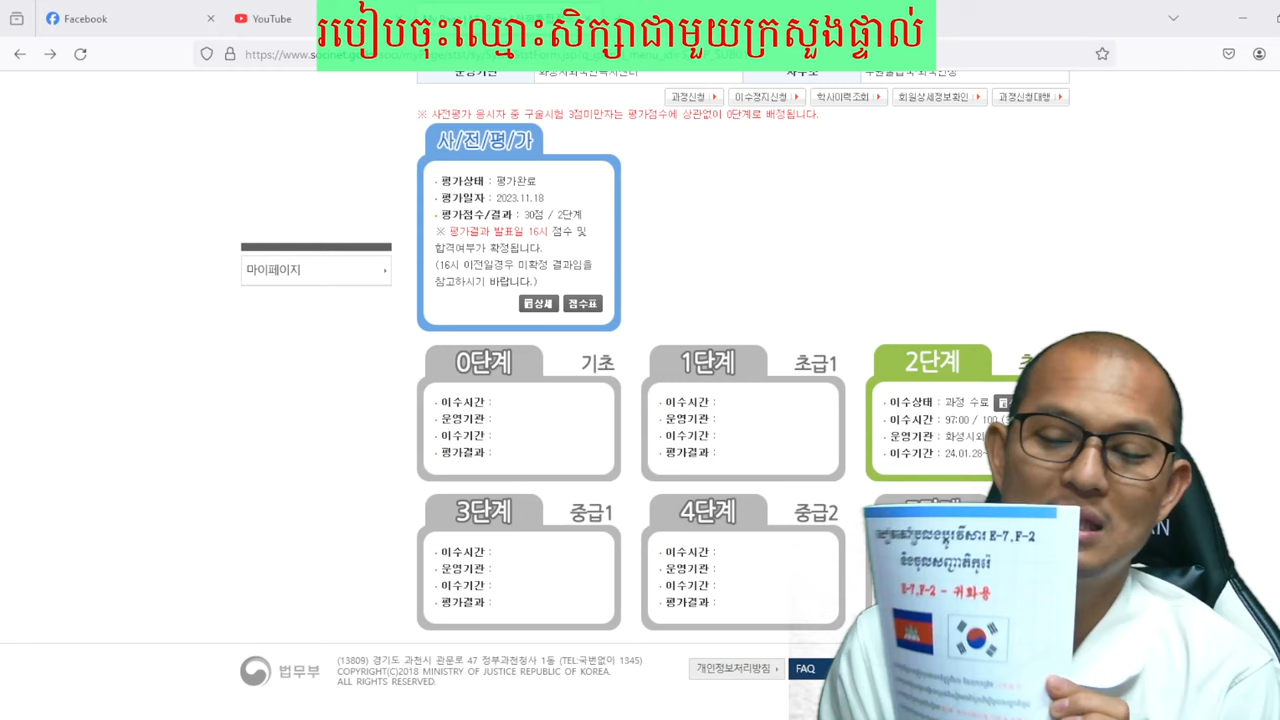 Facebook
YouTube
របៀបចុះឈ្មោះសិក្សាជាមួយក្រសួងផ្ទាល់
과정신청
이수정지신청
학사이력조회
회원상세정보확인
과정신청대행
※ 사전평가 응시자 중 구술시험 3점미만자는 평가점수에 상관없이 0단계로 배정됩니다.
사/전/평/가
· 평가상태 : 평가완료
· 평가일자 : 2023.11.18
· 평가점수/결과 : 30점 / 2단계
※ 평가결과 발표일 16시 점수 및
합격여부가 확정됩니다.
(16시 이전일경우 미확정 결과임을
참고하시기 바랍니다.)
상세
점수표
마이페이지
0단계 기초
· 이수시간 :
· 운영기관 :
· 이수기간 :
· 평가결과 :
1단계 초급1
· 이수시간 :
· 운영기관 :
· 이수기간 :
· 평가결과 :
2단계
· 이수상태 : 과정 수료
· 이수시간 : 97:00 / 100
· 운영기관 : 화성시외
· 이수기간 : 24.01.28~
3단계 중급1
· 이수시간 :
· 운영기관 :
· 이수기간 :
· 평가결과 :
4단계 중급2
· 이수시간 :
· 운영기관 :
· 이수기간 :
· 평가결과 :
E-7,F-2
និងចូលសញ្ជាតិកូរ៉េ
E-7,F-2 - 귀화용
법무부
(13809) 경기도 과천시 관문로 47 정부과천청사 1동 (TEL:국번없이 1345)
COPYRIGHT(C)2018 MINISTRY OF JUSTICE REPUBLIC OF KOREA.
ALL RIGHTS RESERVED.
개인정보처리방침
FAQ